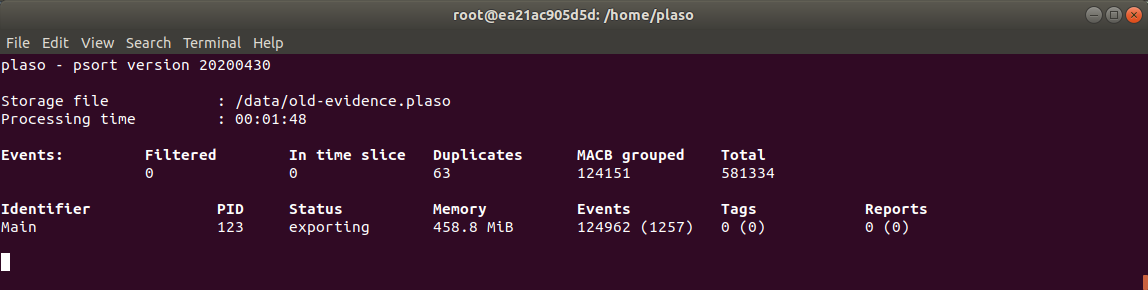 root@ea21ac905d5d: /home/plaso
File Edit View Search Terminal Help
plaso - psort version 20200430
Storage file : /data/old-evidence.plaso
Processing time : 00:01:48
Events: Filtered In time slice Duplicates MACB grouped Total
0 0 63 124151 581334
Identifier PID Status Memory Events Tags Reports
Main 123 exporting 458.8 MiB 124962 (1257) 0 (0) 0 (0)